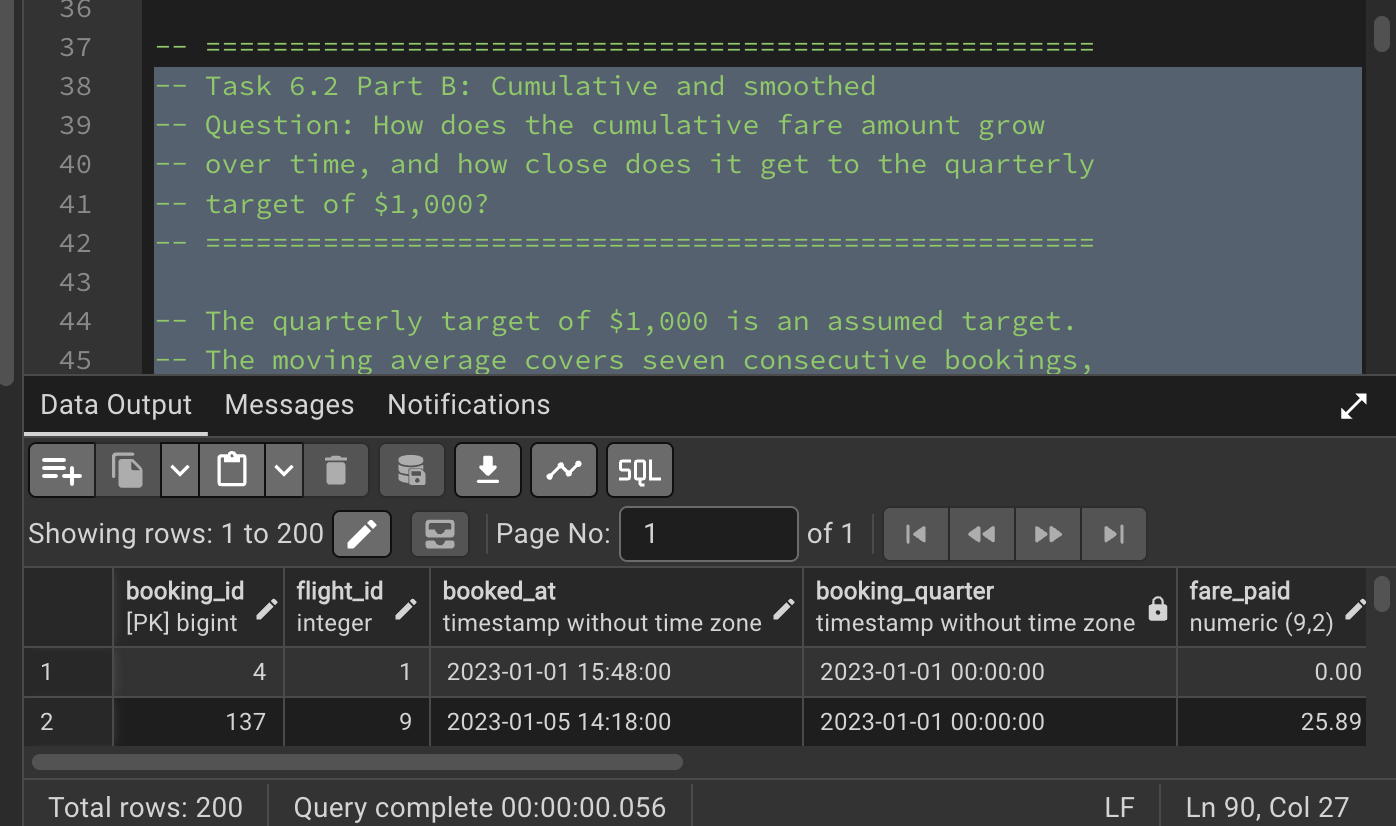 36
37 -- =====================================================
38 -- Task 6.2 Part B: Cumulative and smoothed
39 -- Question: How does the cumulative fare amount grow
40 -- over time, and how close does it get to the quarterly
41 -- target of $1,000?
42 -- =====================================================
43
44 -- The quarterly target of $1,000 is an assumed target.
45 -- The moving average covers seven consecutive bookings,
Data Output Messages Notifications
SQL
Showing rows: 1 to 200 Page No: 1 of 1
booking_id flight_id booked_at booking_quarter fare_paid
[PK] bigint integer timestamp without time zone timestamp without time zone numeric (9,2)
1 4 1 2023-01-01 15:48:00 2023-01-01 00:00:00 0.00
2 137 9 2023-01-05 14:18:00 2023-01-01 00:00:00 25.89
Total rows: 200 Query complete 00:00:00.056 LF Ln 90, Col 27